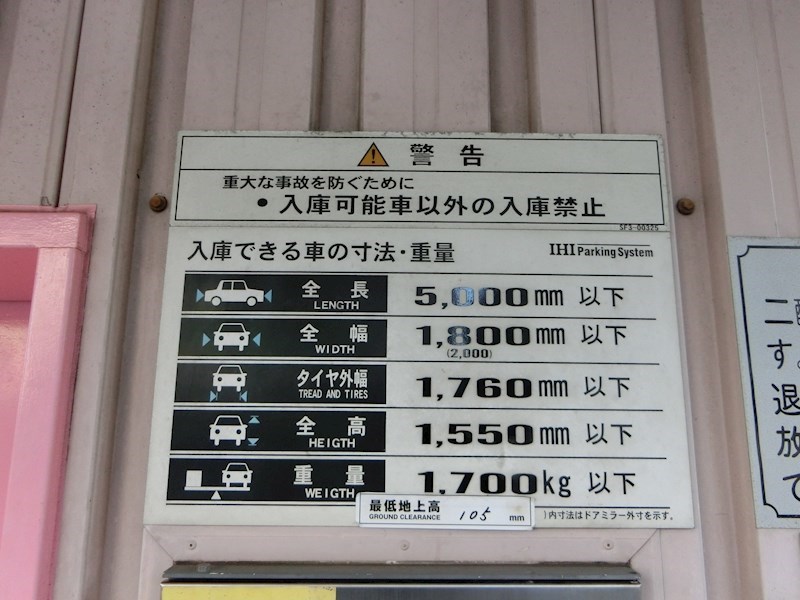 警告
重大な事故を防ぐために
・入庫可能車以外の入庫禁止
SFS-00325
入庫できる車の寸法・重量 IHI Parking System
全長 LENGTH 5,000mm 以下
全幅 WIDTH 1,800mm 以下
(2,000)
タイヤ外幅 TREAD AND TIRES 1,760mm 以下
全高 HEIGTH 1,550mm 以下
重量 WEIGTH 1,700kg 以下
最低地上高 GROUND CLEARANCE 105 mm
)内寸法はドアミラー外寸を示す。
す。
退
放